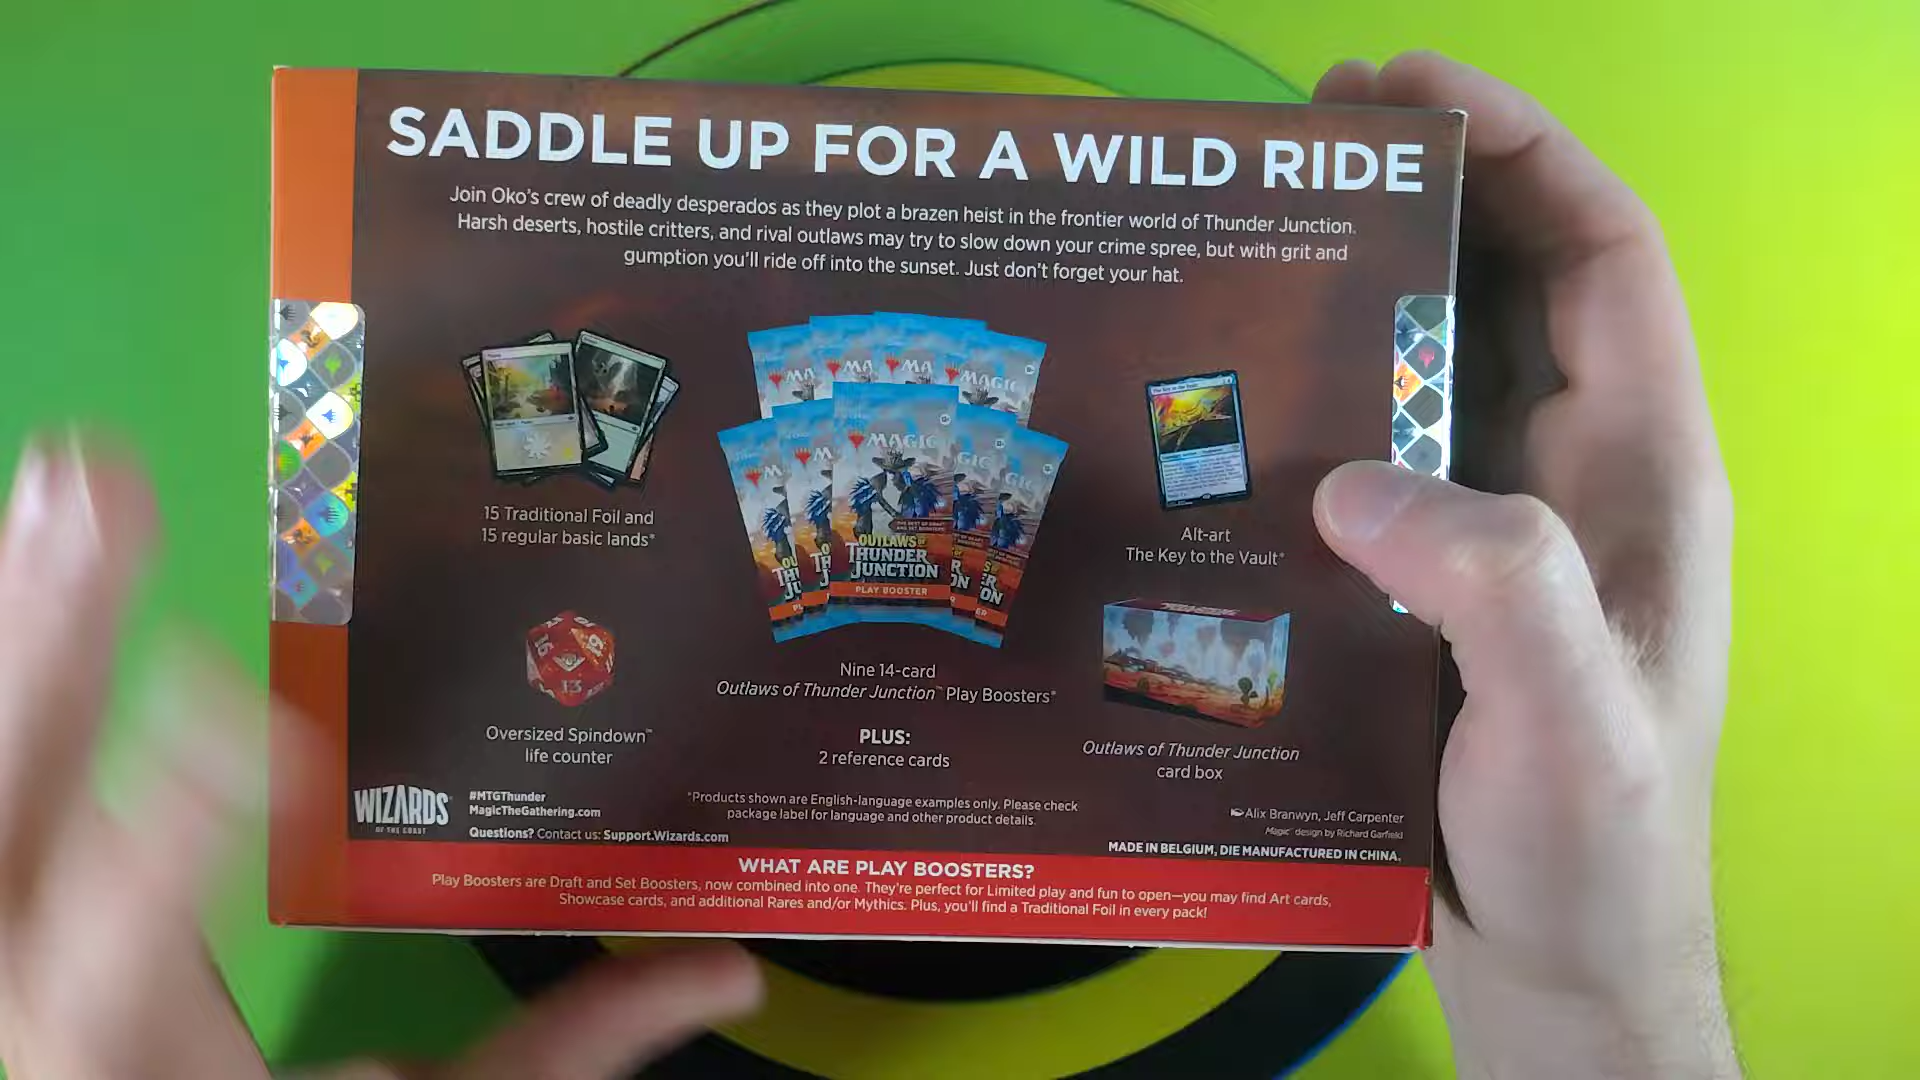 SADDLE UP FOR A WILD RIDE
Join Oko's crew of deadly desperados as they plot a brazen heist in the frontier world of Thunder Junction.
Harsh deserts, hostile critters, and rival outlaws may try to slow down your crime spree, but with grit and
gumption you'll ride off into the sunset. Just don't forget your hat.
MAGIC
OUTLAWS OF
THUNDER
JUNCTION
PLAY BOOSTER
15 Traditional Foil and
15 regular basic lands*
Alt-art
The Key to the Vault*
13
Nine 14-card
Outlaws of Thunder Junction™ Play Boosters*
Oversized Spindown™
life counter
PLUS:
2 reference cards
Outlaws of Thunder Junction
card box
WIZARDS
OF THE COAST
#MTGThunder
MagicTheGathering.com
Questions? Contact us: Support.Wizards.com
*Products shown are English-language examples only. Please check
package label for language and other product details.
Alix Branwyn, Jeff Carpenter
Magic™ design by Richard Garfield
MADE IN BELGIUM, DIE MANUFACTURED IN CHINA.
WHAT ARE PLAY BOOSTERS?
Play Boosters are Draft and Set Boosters, now combined into one. They're perfect for Limited play and fun to open—you may find Art cards,
Showcase cards, and additional Rares and/or Mythics. Plus, you'll find a Traditional Foil in every pack!